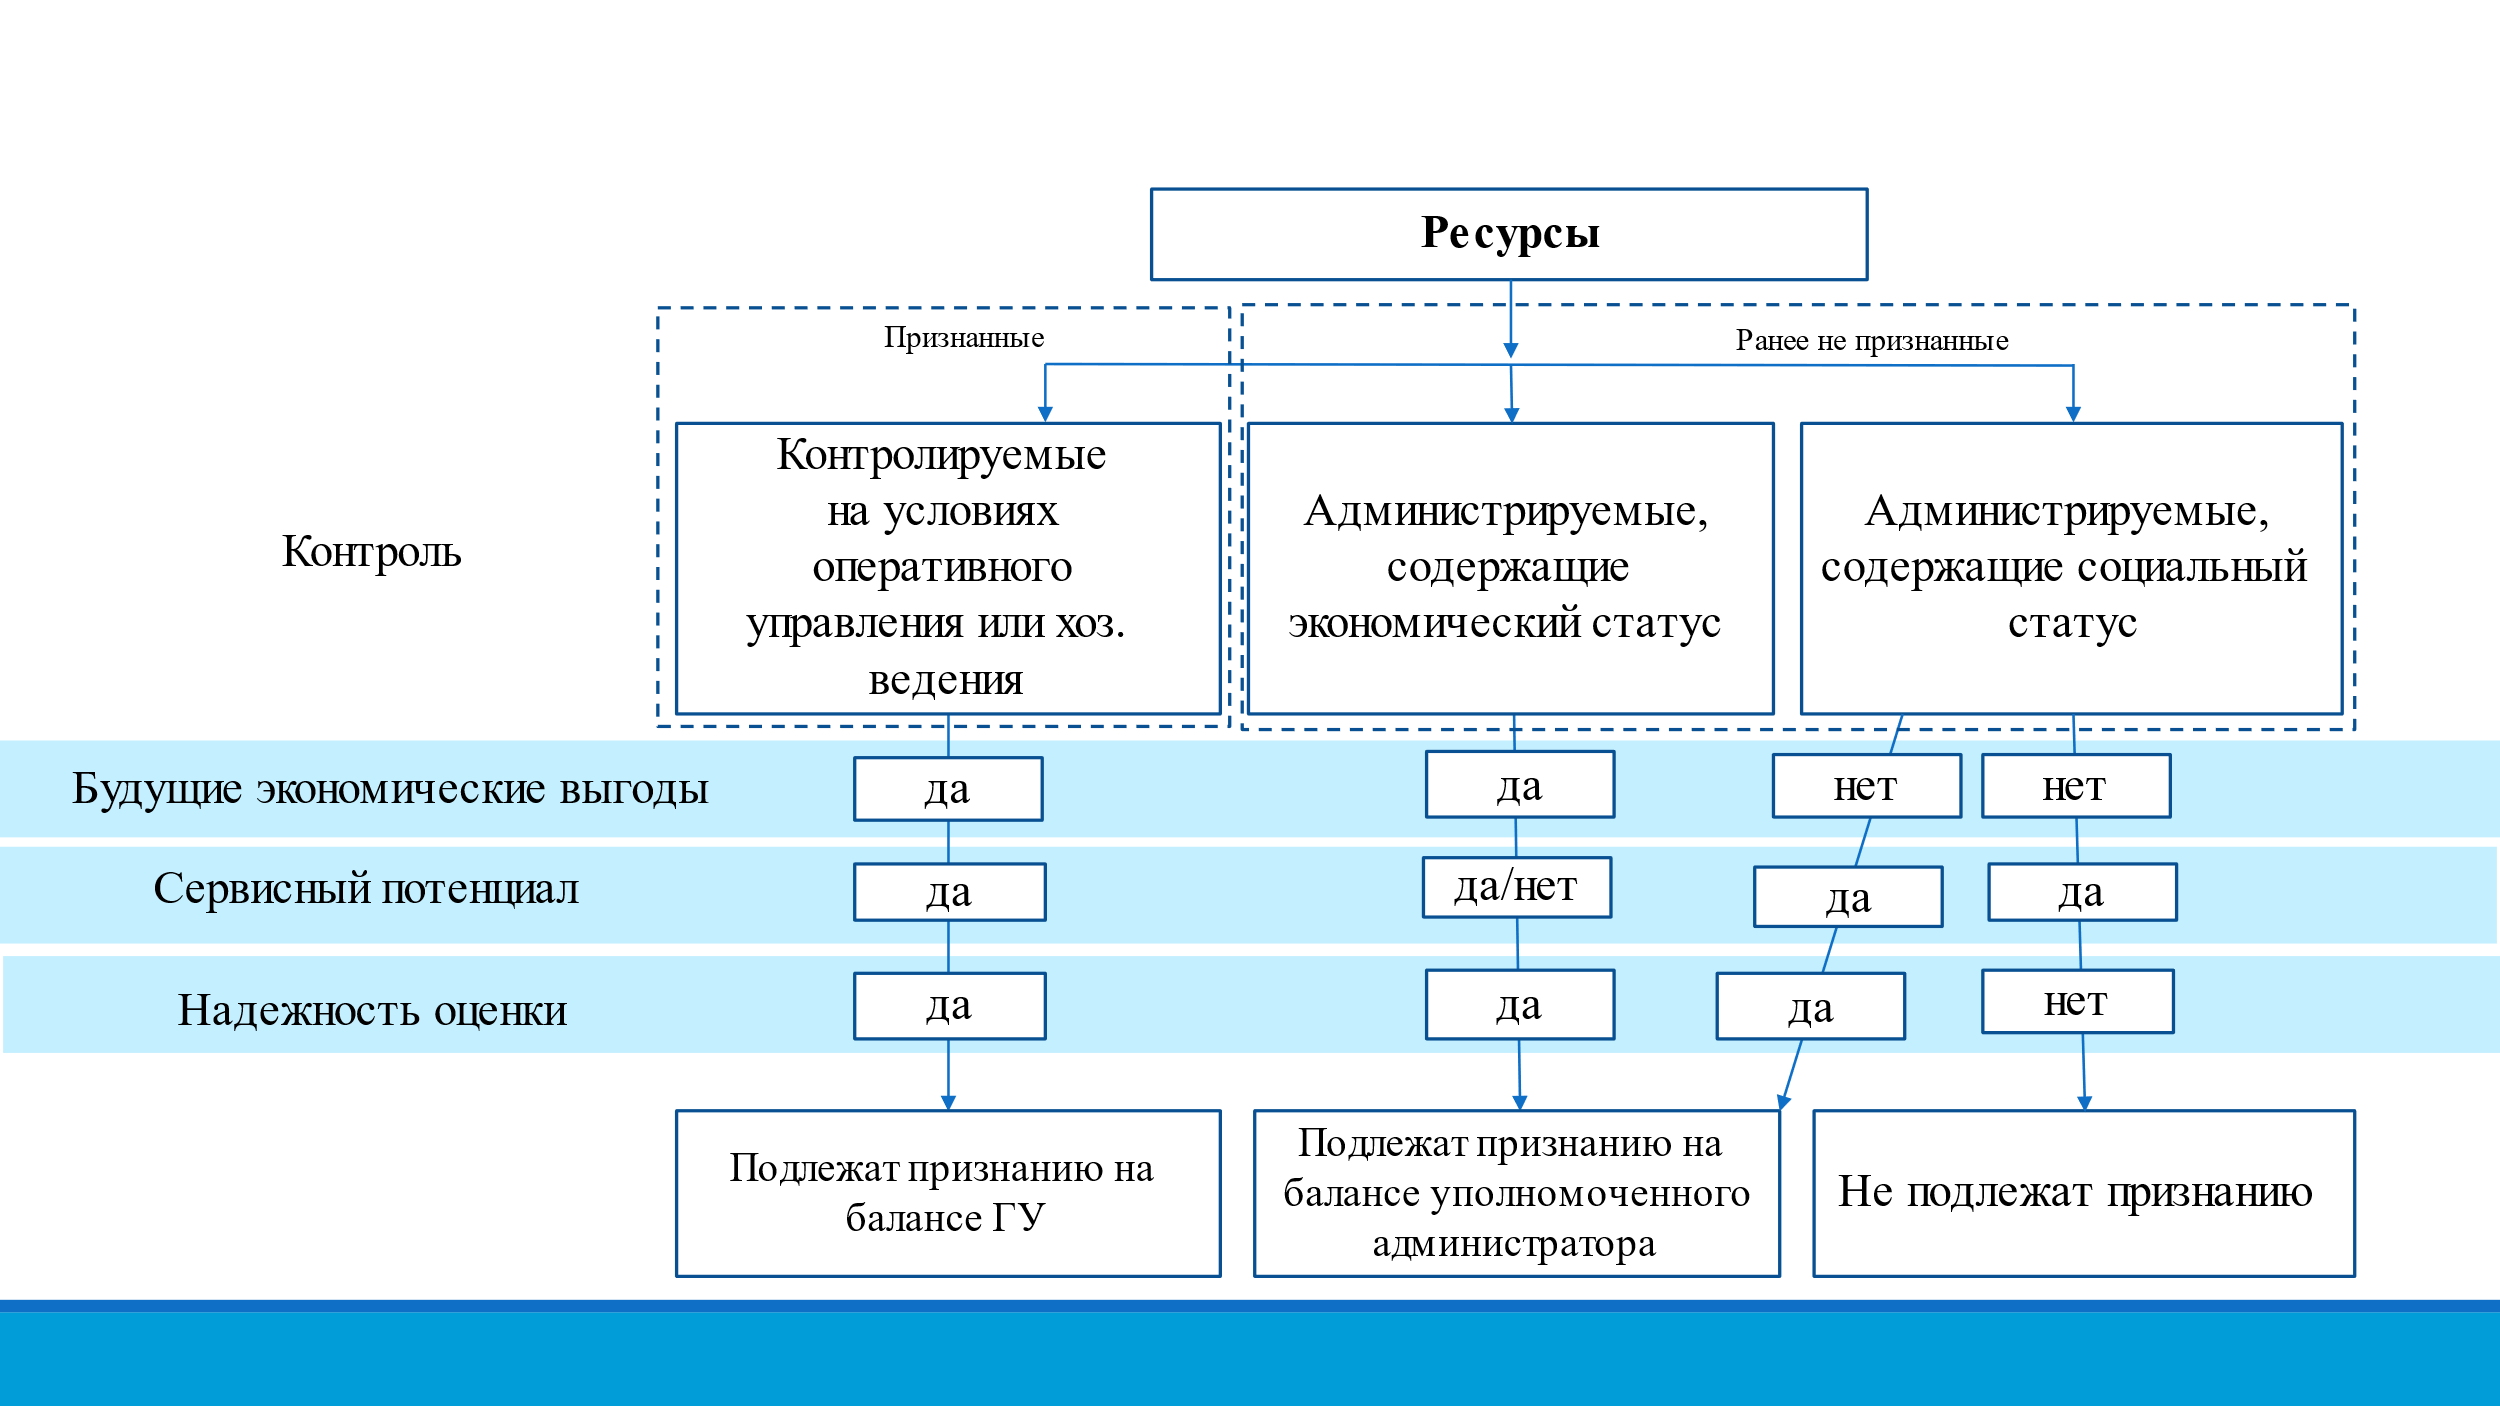 Ресурсы
Признанные
Ранее не признанные
Контроль
Контролируемые
на условиях
оперативного
управления или хоз.
ведения
Администрируемые,
содержащие
экономический статус
Администрируемые,
содержащие социальный
статус
Будущие экономические выгоды
да
да
нет
нет
Сервисный потенциал
да
да/нет
да
да
Надежность оценки
да
да
да
нет
Подлежат признанию на
балансе ГУ
Подлежат признанию на
балансе уполномоченного
администратора
Не подлежат признанию